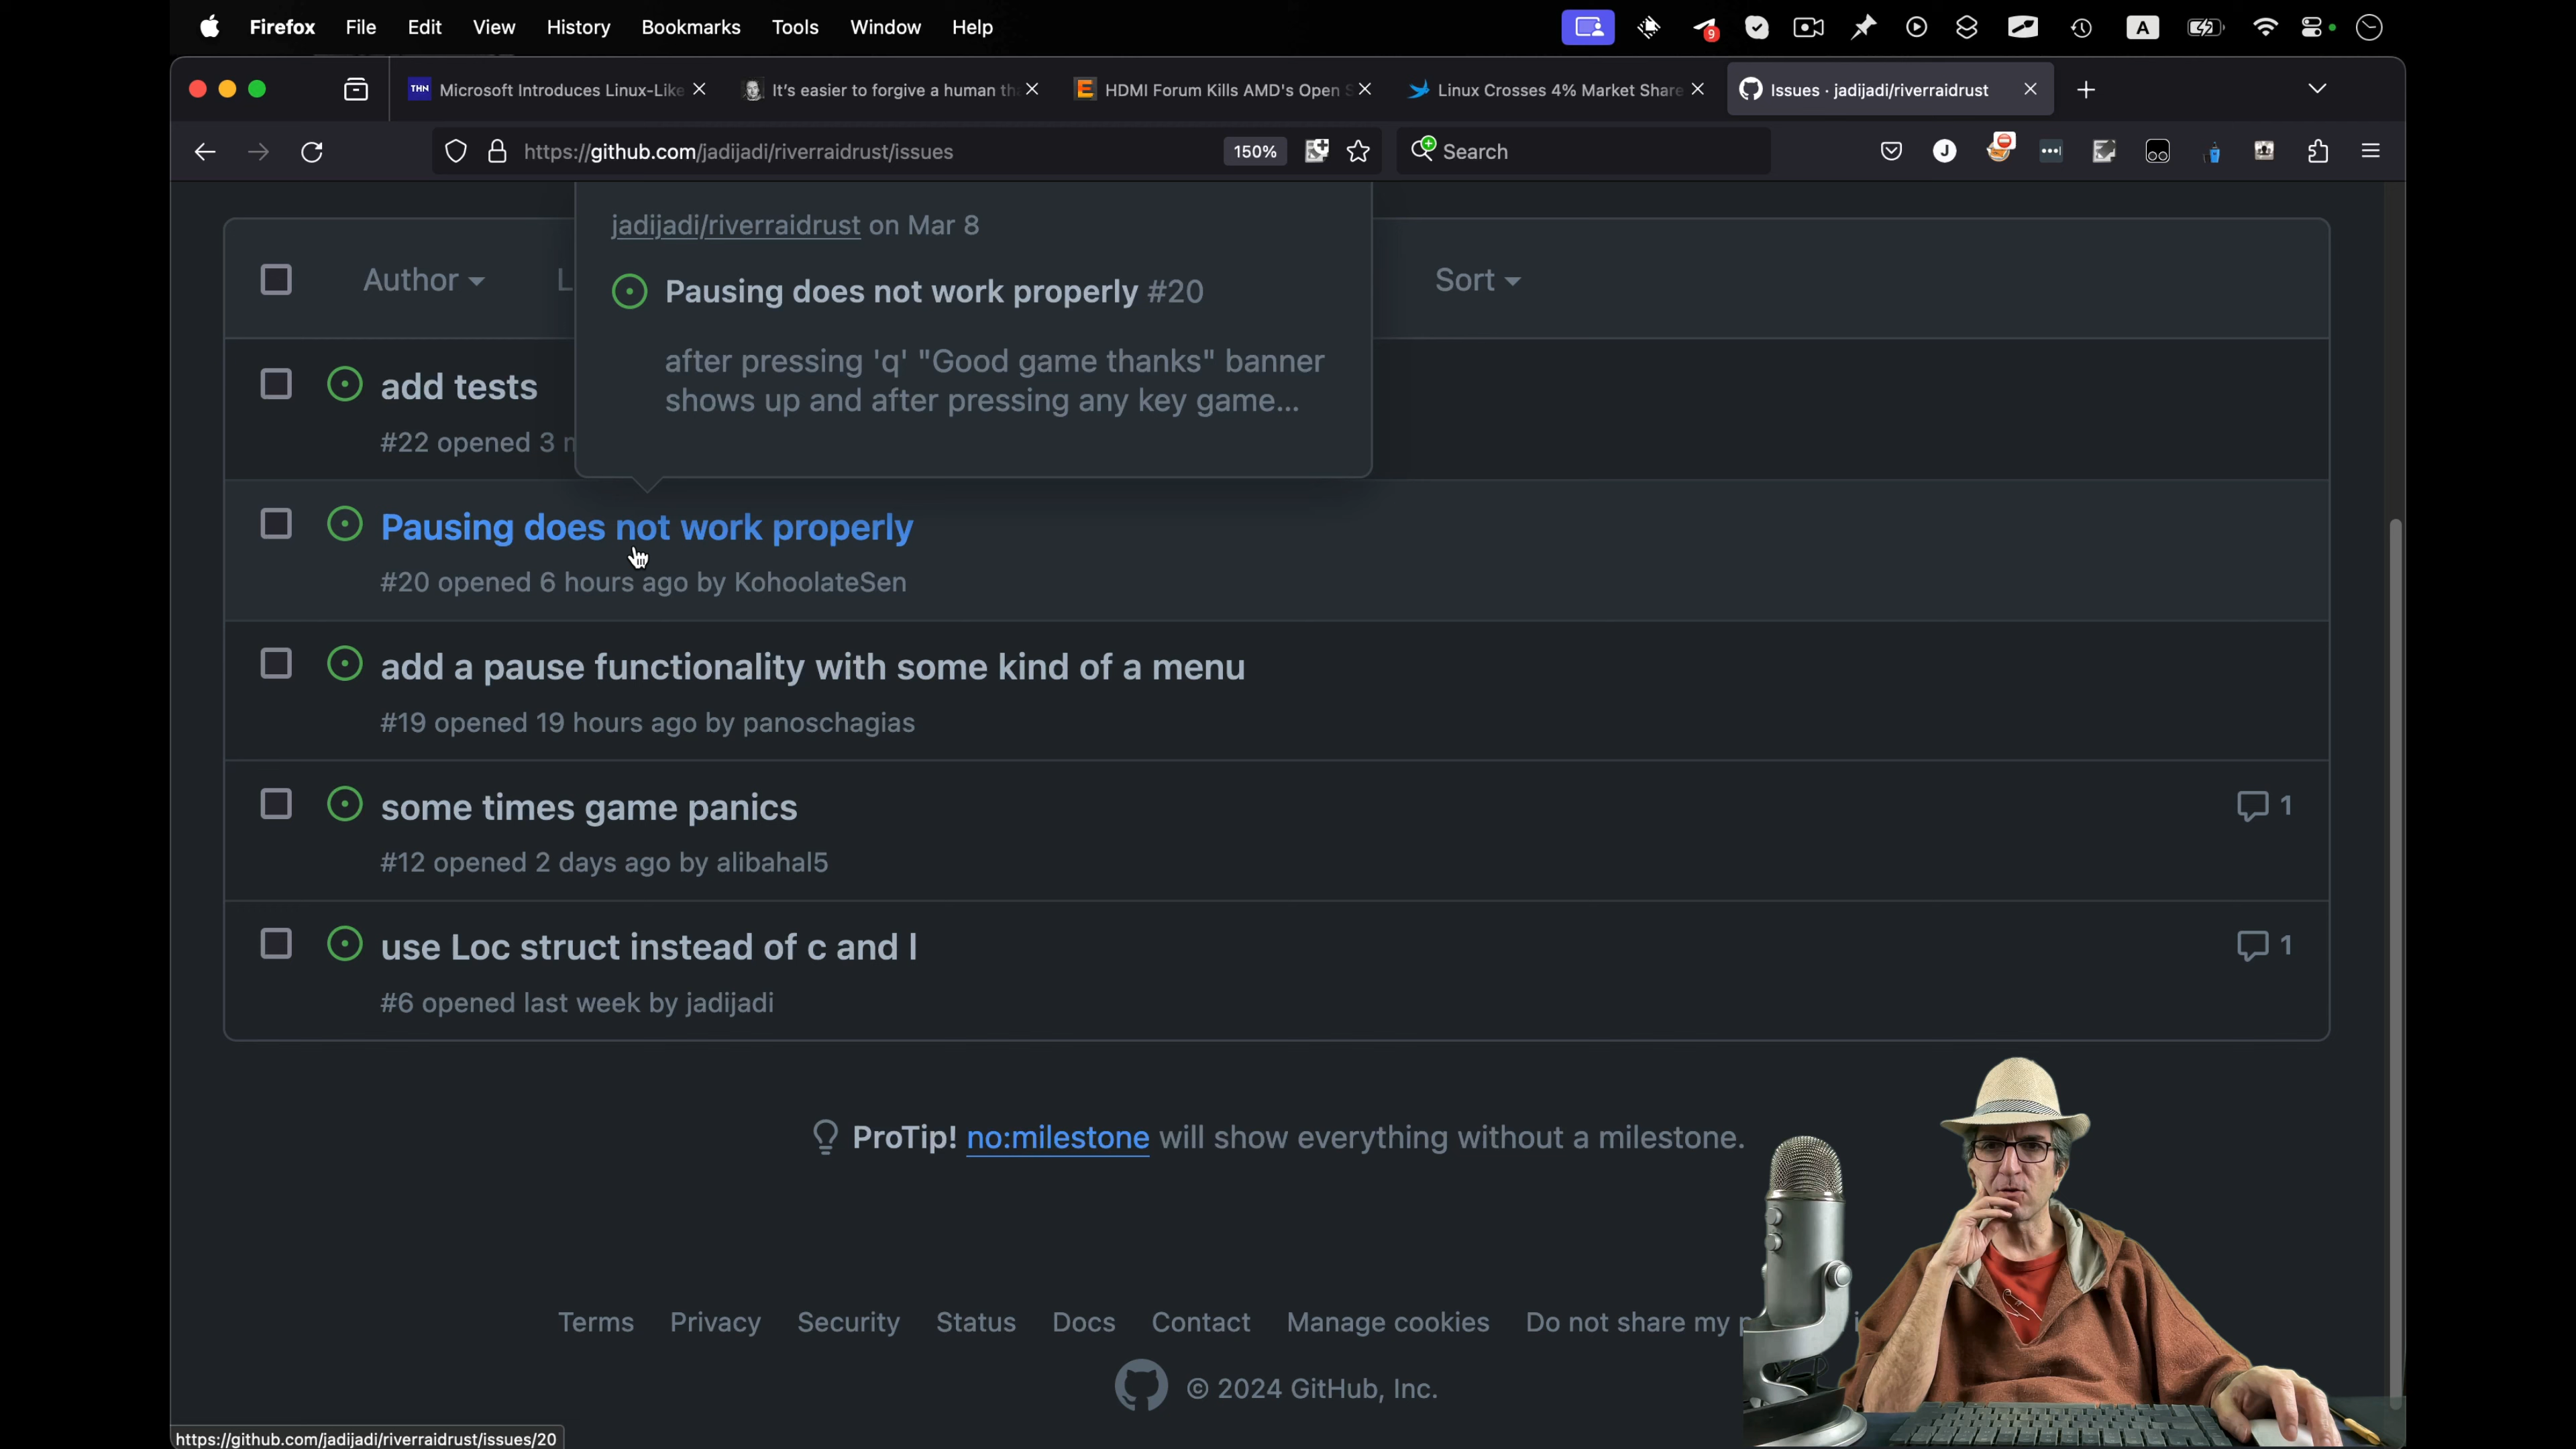 Firefox File Edit View History Bookmarks Tools Window Help
9
A
THN Microsoft Introduces Linux-Like
It's easier to forgive a human th
E HDMI Forum Kills AMD's Open S
Linux Crosses 4% Market Share
Issues · jadijadi/riverraidrust
https://github.com/jadijadi/riverraidrust/issues
150%
Search
J
jadijadi/riverraidrust on Mar 8
Pausing does not work properly #20
after pressing 'q' "Good game thanks" banner
shows up and after pressing any key game...
Author
L
Sort
add tests
#22 opened 3 m
Pausing does not work properly
#20 opened 6 hours ago by KohoolateSen
add a pause functionality with some kind of a menu
#19 opened 19 hours ago by panoschagias
some times game panics
1
#12 opened 2 days ago by alibahal5
use Loc struct instead of c and l
1
#6 opened last week by jadijadi
ProTip! no:milestone will show everything without a milestone.
Terms Privacy Security Status Docs Contact Manage cookies Do not share my p
© 2024 GitHub, Inc.
https://github.com/jadijadi/riverraidrust/issues/20